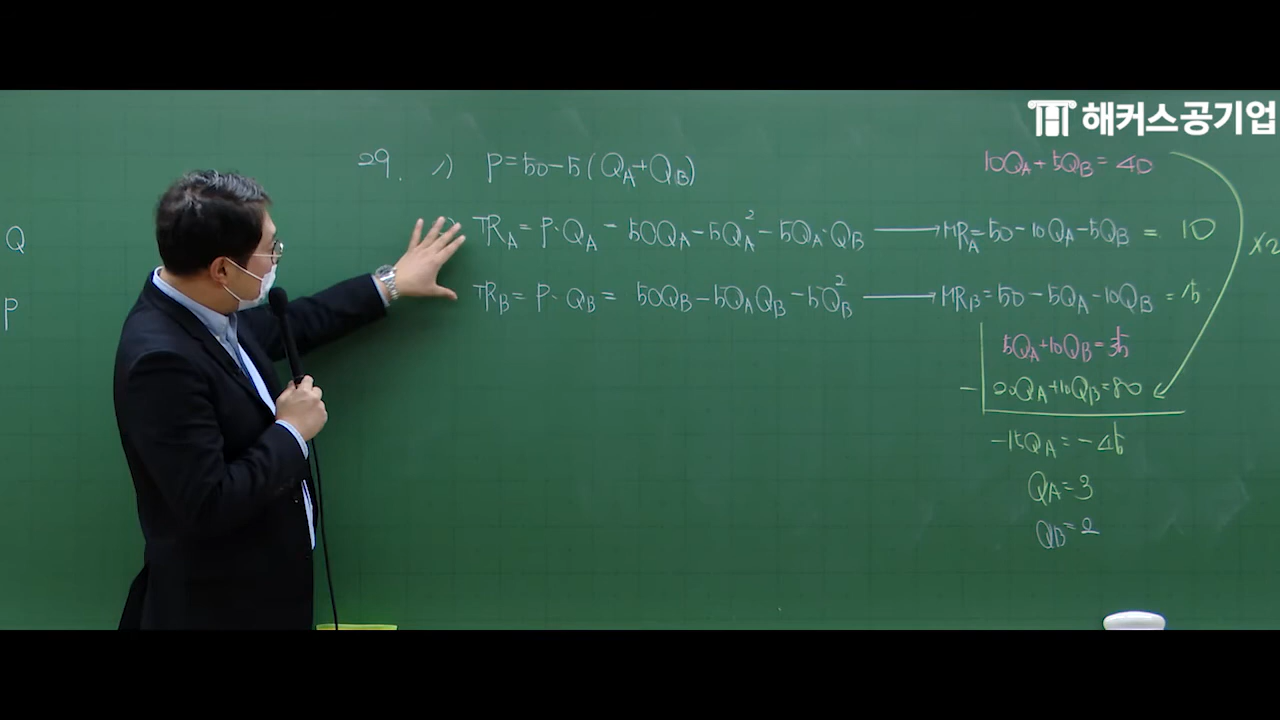 해커스공기업
Q
P
29. 1) P=50-5(QA+QB)
TRA=P·QA=50QA-5QA²-5QA·QB → MRA=50-10QA-5QB = 10
TRB=P·QB=50QB-5QAQB-5QB² → MRB=50-5QA-10QB =15
10QA+5QB=40
×2
5QA+10QB=35
- 20QA+10QB=80
-15QA=-45
QA=3
QB=2